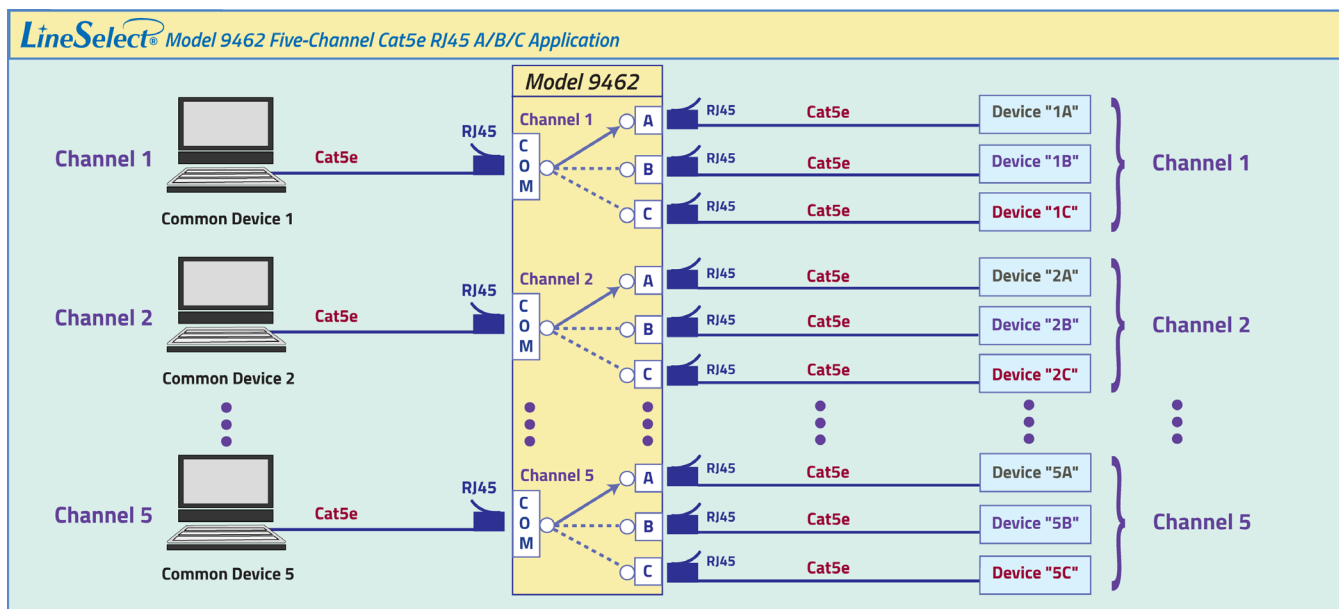 LineSelect® Model 9462 Five-Channel Cat5e RJ45 A/B/C Application
Model 9462
Channel 1
Common Device 1
Cat5e
RJ45
Channel 1
COM
A
B
C
RJ45
Cat5e
Device "1A"
RJ45
Cat5e
Device "1B"
RJ45
Cat5e
Device "1C"
Channel 1
Channel 2
Common Device 2
Cat5e
RJ45
Channel 2
COM
A
B
C
RJ45
Cat5e
Device "2A"
RJ45
Cat5e
Device "2B"
RJ45
Cat5e
Device "2C"
Channel 2
Channel 5
Common Device 5
Cat5e
RJ45
Channel 5
COM
A
B
C
RJ45
Cat5e
Device "5A"
RJ45
Cat5e
Device "5B"
RJ45
Cat5e
Device "5C"
Channel 5